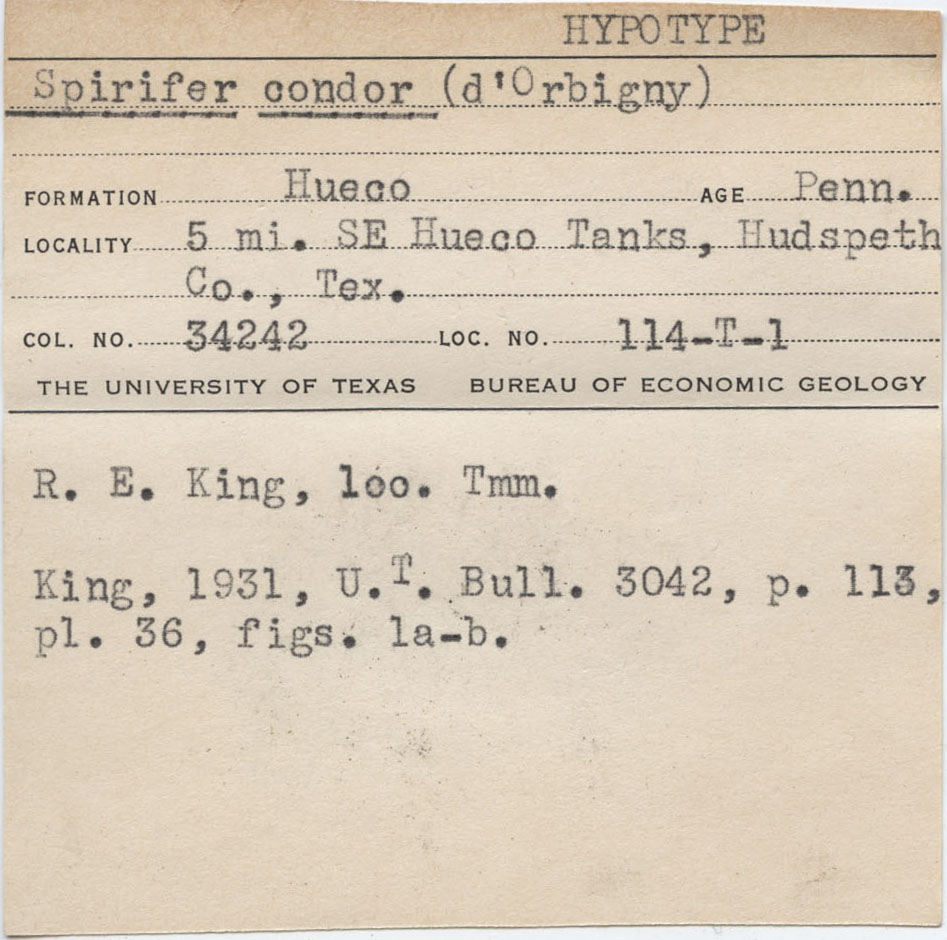 HYPOTYPE
Spirifer condor (d'Orbigny)
FORMATION Hueco AGE Penn.
LOCALITY 5 mi. SE Hueco Tanks, Hudspeth
Co., Tex.
COL. NO. 34242 LOC. NO. 114-T-1
THE UNIVERSITY OF TEXAS BUREAU OF ECONOMIC GEOLOGY
R. E. King, loc. Tmm.
King, 1931, U.T. Bull. 3042, p. 113,
pl. 36, figs. 1a-b.